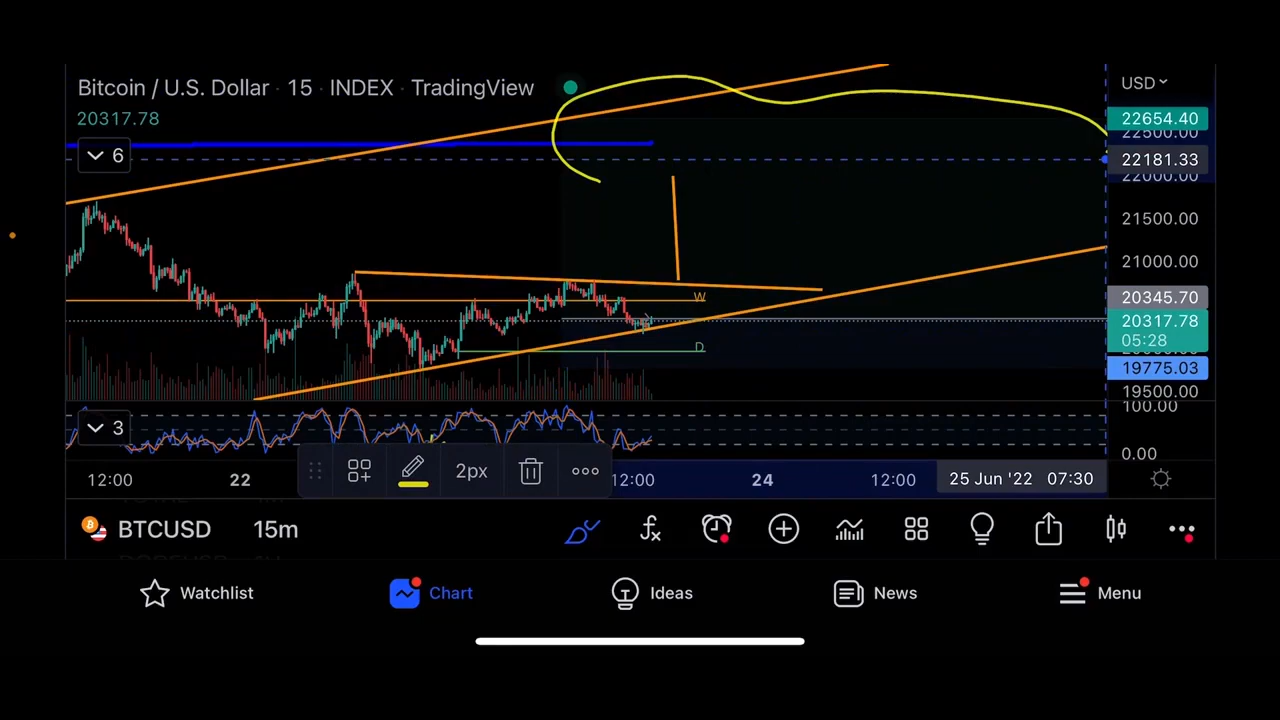 Bitcoin / U.S. Dollar · 15 · INDEX · TradingView
20317.78
6
USD
22654.40
22500.00
22181.33
22000.00
21500.00
21000.00
W
20345.70
20317.78
05:28
D
19775.03
19500.00
100.00
3
0.00
2px
12:00 22 12:00 24 12:00 25 Jun '22 07:30
BTCUSD 15m
Watchlist Chart Ideas News Menu